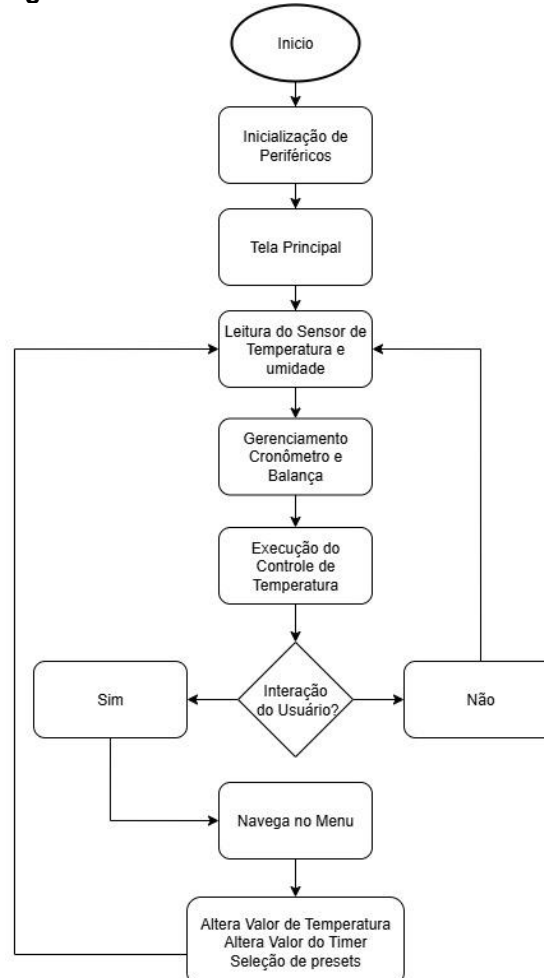 Inicio
Inicialização de
Periféricos
Tela Principal
Leitura do Sensor de
Temperatura e
umidade
Gerenciamento
Cronômetro e
Balança
Execução do
Controle de
Temperatura
Interação
do Usuário?
Sim
Não
Navega no Menu
Altera Valor de Temperatura
Altera Valor do Timer
Seleção de presets